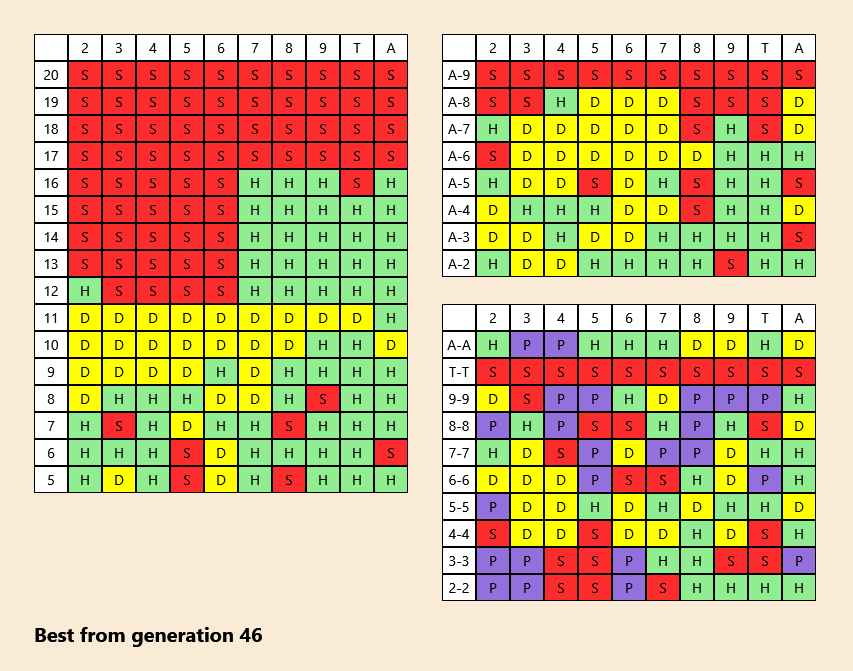 2 3 4 5 6 7 8 9 T A
20 S S S S S S S S S S
19 S S S S S S S S S S
18 S S S S S S S S S S
17 S S S S S S S S S S
16 S S S S S H H H S H
15 S S S S S H H H H H
14 S S S S S H H H H H
13 S S S S S H H H H H
12 H S S S S H H H H H
11 D D D D D D D D D H
10 D D D D D D D H H D
9 D D D D H D H H H H
8 D H H H D D H S H H
7 H S H D H H S H H H
6 H H H S D H H H H S
5 H D H S D H S H H H
2 3 4 5 6 7 8 9 T A
A-9 S S S S S S S S S S
A-8 S S H D D D S S S D
A-7 H D D D D D S H S D
A-6 S D D D D D D H H H
A-5 H D D S D H S H H S
A-4 D H H H D D S H H D
A-3 D D H D D H H H H S
A-2 H D D H H H H S H H
2 3 4 5 6 7 8 9 T A
A-A H P P H H H D D H D
T-T S S S S S S S S S S
9-9 D S P P H D P P P H
8-8 P H P S S H P H S D
7-7 H D S P D P P D H H
6-6 D D D P S S H D P H
5-5 P D D H D H D H H D
4-4 S D D S D D H D S H
3-3 P P S S P H H S S P
2-2 P P S S P S H H H H
Best from generation 46